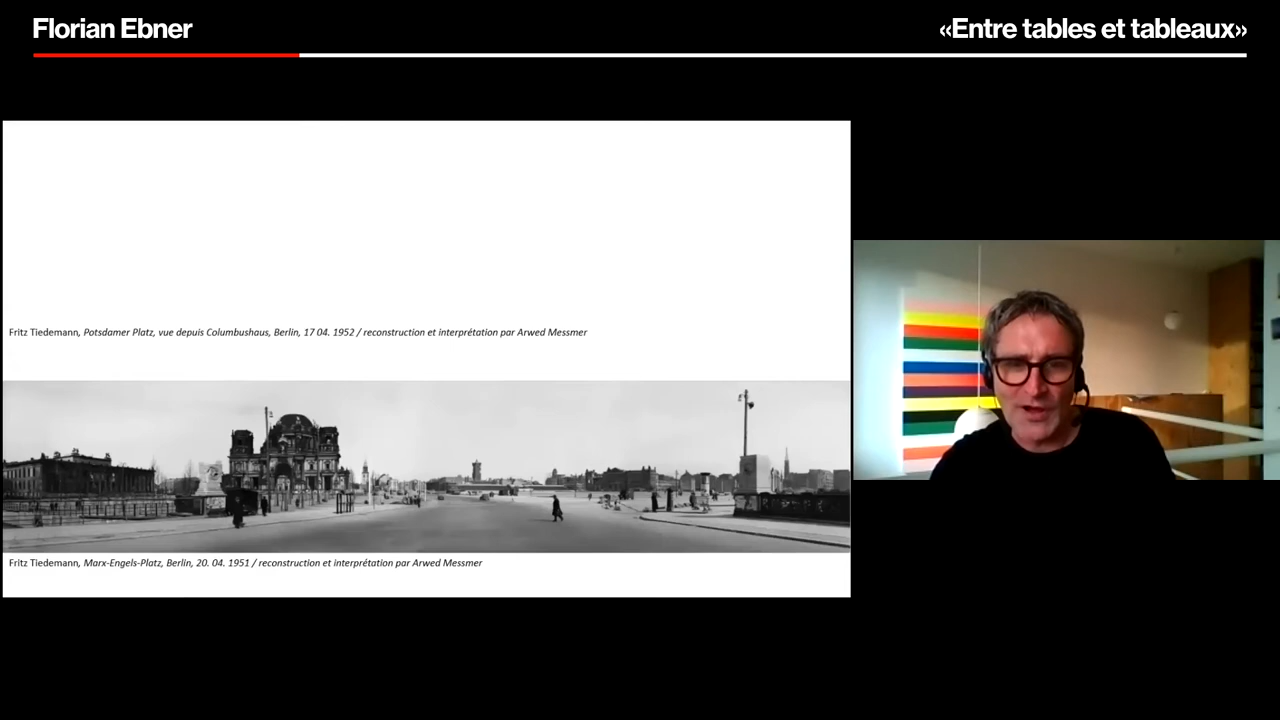 Florian Ebner
«Entre tables et tableaux»
Fritz Tiedemann, Potsdamer Platz, vue depuis Columbushaus, Berlin, 17 04. 1952 / reconstruction et interprétation par Arwed Messmer
Fritz Tiedemann, Marx-Engels-Platz, Berlin, 20. 04. 1951 / reconstruction et interprétation par Arwed Messmer